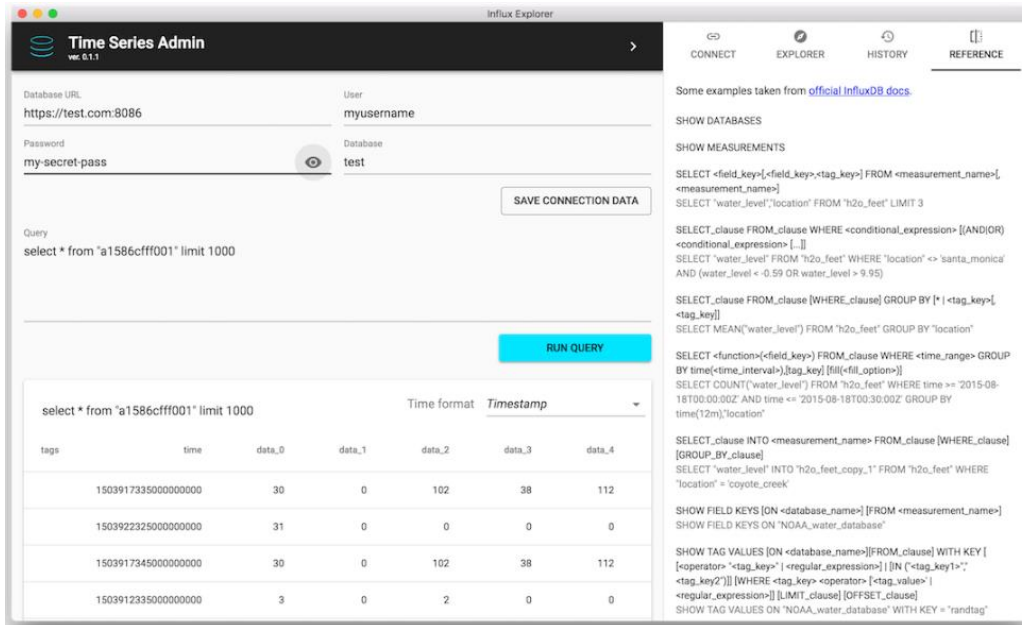 Influx Explorer
Time Series Admin
ver. 0.1.1
Database URL
https://test.com:8086
User
myusername
Password
my-secret-pass
Database
test
SAVE CONNECTION DATA
Query
select * from "a1586cfff001" limit 1000
RUN QUERY
select * from "a1586cfff001" limit 1000
Time format Timestamp
tags time data_0 data_1 data_2 data_3 data_4
1503917335000000000 30 0 102 38 112
1503922325000000000 31 0 0 0 0
1503917345000000000 30 0 102 38 112
1503912335000000000 3 0 2 0 0
CONNECT EXPLORER HISTORY REFERENCE
Some examples taken from official InfluxDB docs.
SHOW DATABASES
SHOW MEASUREMENTS
SELECT <field_key>[,<field_key>,<tag_key>] FROM <measurement_name>[,
<measurement_name>]
SELECT "water_level","location" FROM "h2o_feet" LIMIT 3
SELECT_clause FROM_clause WHERE <conditional_expression> [(AND|OR)
<conditional_expression> [...]]
SELECT "water_level" FROM "h2o_feet" WHERE "location" <> 'santa_monica'
AND (water_level < -0.59 OR water_level > 9.95)
SELECT_clause FROM_clause [WHERE_clause] GROUP BY [* | <tag_key>[,
<tag_key]]
SELECT MEAN("water_level") FROM "h2o_feet" GROUP BY "location"
SELECT <function>(<field_key>) FROM_clause WHERE <time_range> GROUP
BY time(<time_interval>),[tag_key] [fill(<fill_option>)]
SELECT COUNT("water_level") FROM "h2o_feet" WHERE time >= '2015-08-
18T00:00:00Z' AND time <= '2015-08-18T00:30:00Z' GROUP BY
time(12m),"location"
SELECT_clause INTO <measurement_name> FROM_clause [WHERE_clause]
[GROUP_BY_clause]
SELECT "water_level" INTO "h2o_feet_copy_1" FROM "h2o_feet" WHERE
"location" = 'coyote_creek'
SHOW FIELD KEYS [ON <database_name>] [FROM <measurement_name>]
SHOW FIELD KEYS ON "NOAA_water_database"
SHOW TAG VALUES [ON <database_name>][FROM_clause] WITH KEY [
[<operator> "<tag_key>" | <regular_expression>] | [IN ("<tag_key1>","
<tag_key2")]] [WHERE <tag_key> <operator> ['<tag_value>' |
<regular_expression>]] [LIMIT_clause] [OFFSET_clause]
SHOW TAG VALUES ON "NOAA_water_database" WITH KEY = "randtag"